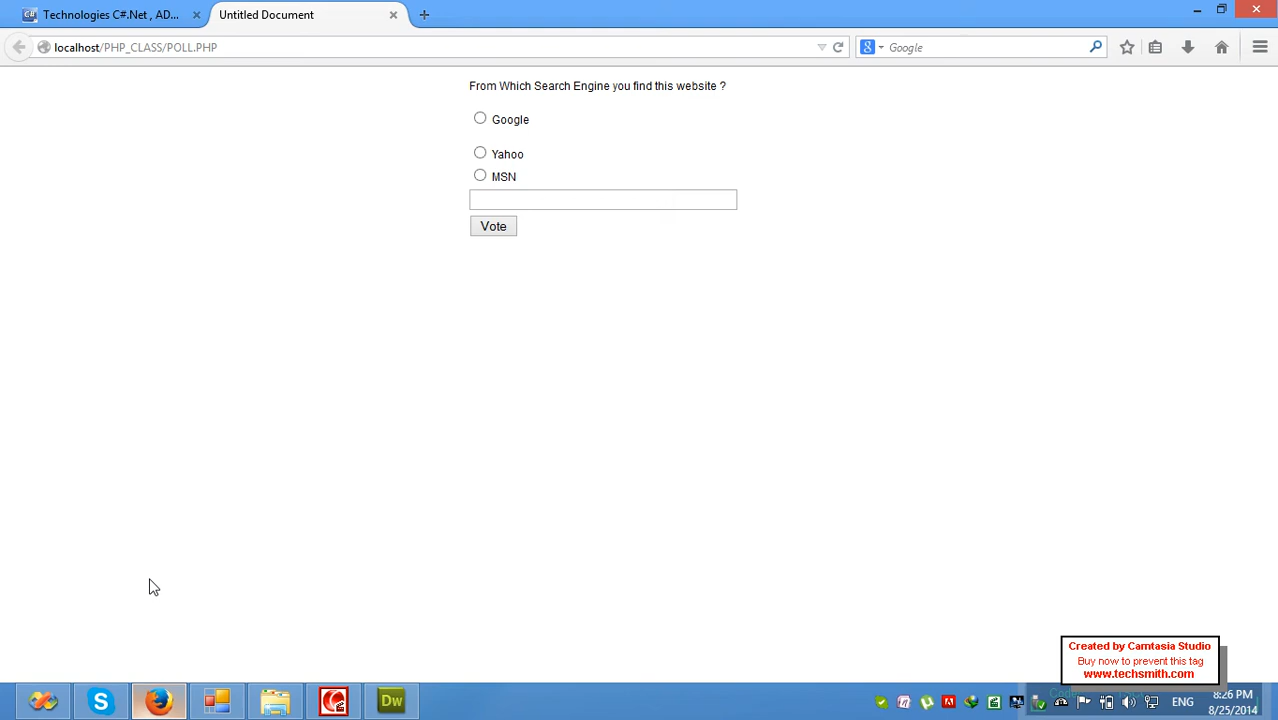 Technologies C#.Net , AD...
Untitled Document
localhost/PHP_CLASS/POLL.PHP
Google
From Which Search Engine you find this website ?
Google
Yahoo
MSN
Vote
Created by Camtasia Studio
Buy now to prevent this tag
www.techsmith.com
Dw
ENG
8:26 PM
8/25/2014